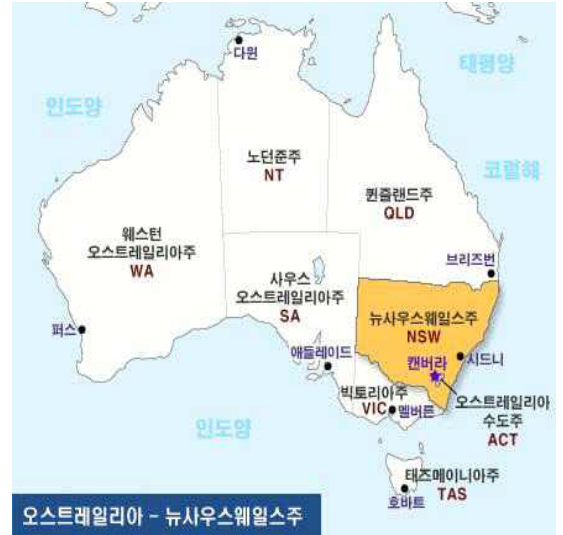 다윈
태평양
인도양
노던준주
NT
코럴해
퀸즐랜드주
QLD
웨스턴
오스트레일리아주
WA
브리즈번
사우스
오스트레일리아주
SA
뉴사우스웨일스주
NSW
퍼스
애들레이드
캔버라
시드니
빅토리아주
VIC
멜버른
오스트레일리아
수도주
ACT
인도양
태즈메이니아주
TAS
호바트
오스트레일리아 - 뉴사우스웨일스주